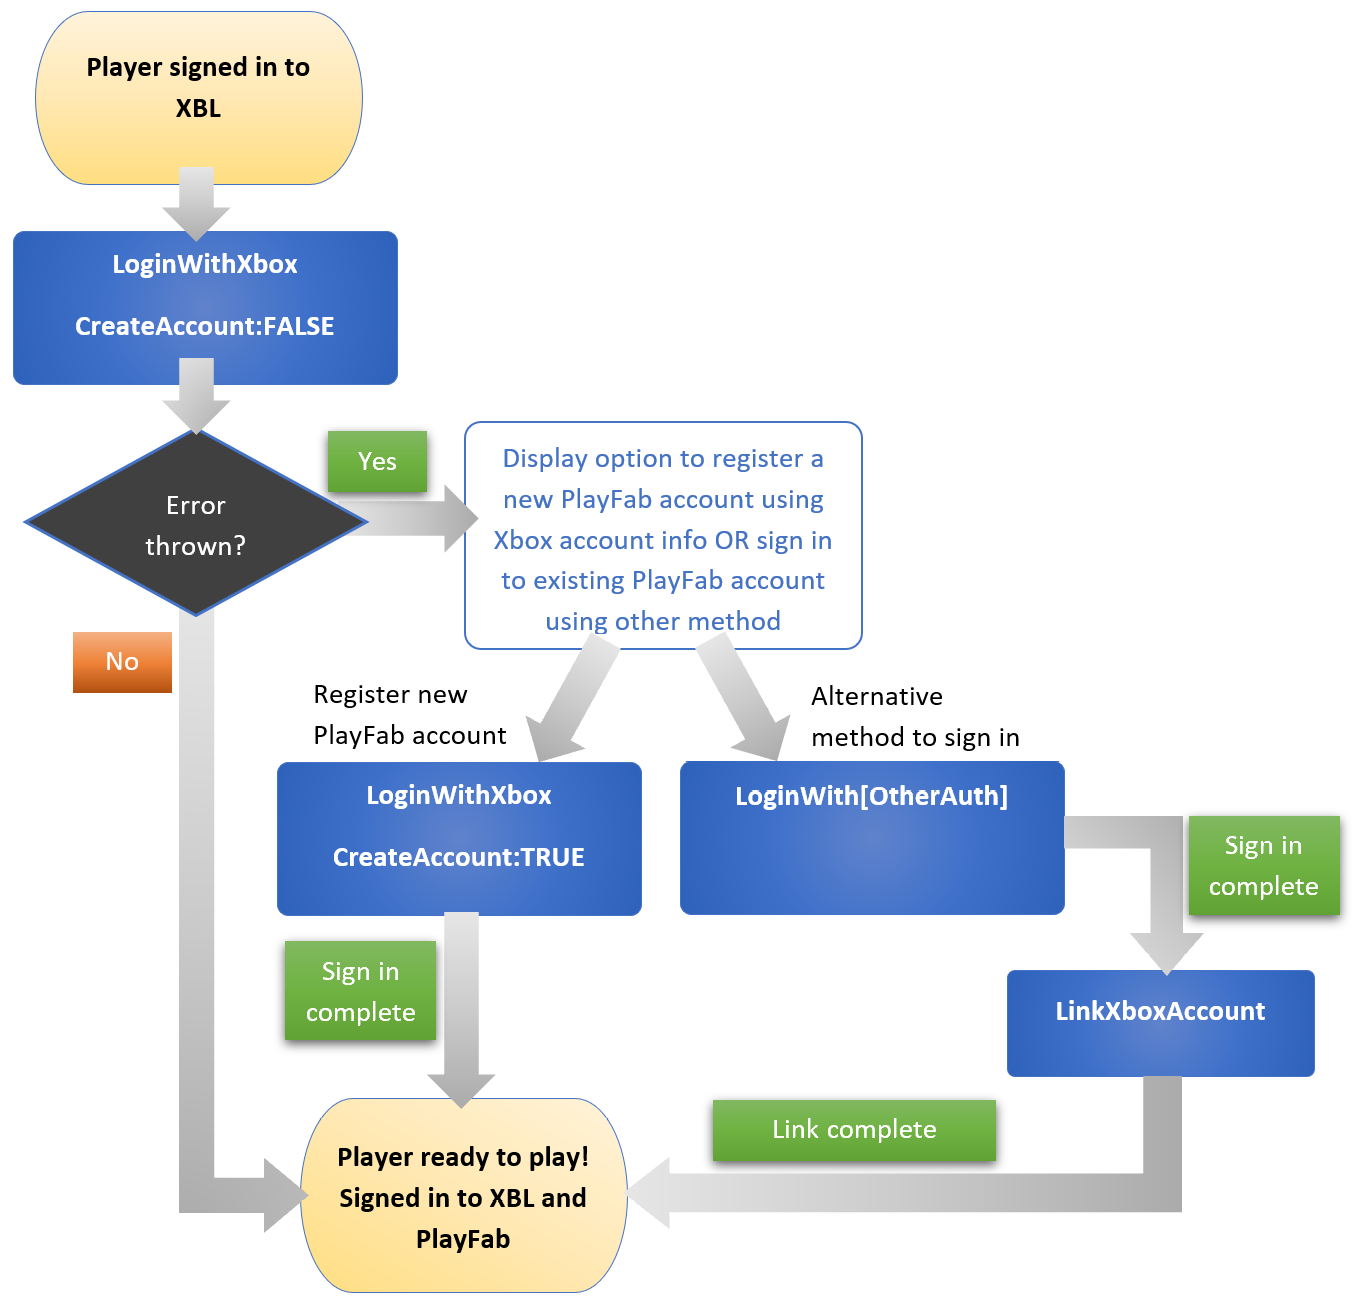 Player signed in to
XBL
LoginWithXbox
CreateAccount:FALSE
Error
thrown?
Yes
Display option to register a
new PlayFab account using
Xbox account info OR sign in
to existing PlayFab account
using other method
No
Register new
PlayFab account
Alternative
method to sign in
LoginWithXbox
CreateAccount:TRUE
LoginWith[OtherAuth]
Sign in
complete
Sign in
complete
LinkXboxAccount
Link complete
Player ready to play!
Signed in to XBL and
PlayFab